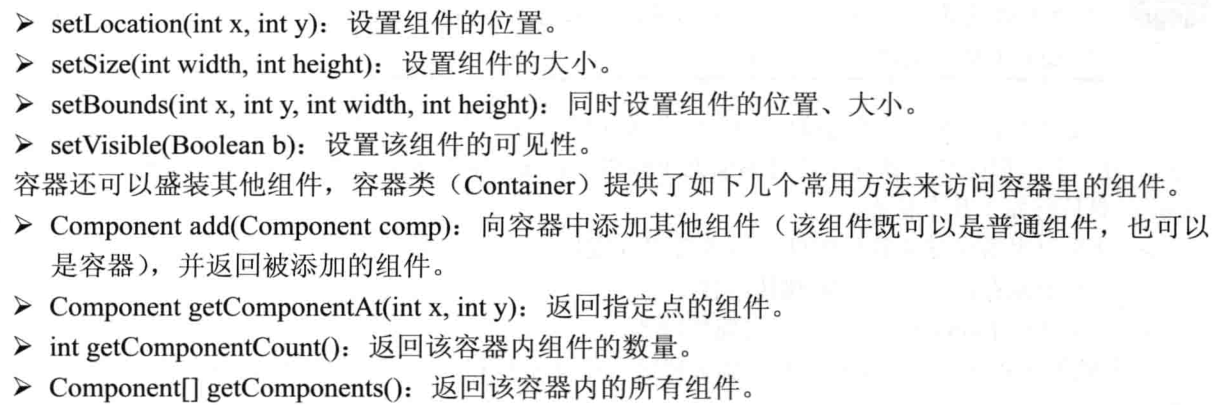 ➢ setLocation(int x, int y)：设置组件的位置。
➢ setSize(int width, int height)：设置组件的大小。
➢ setBounds(int x, int y, int width, int height)：同时设置组件的位置、大小。
➢ setVisible(Boolean b)：设置该组件的可见性。
容器还可以盛装其他组件，容器类（Container）提供了如下几个常用方法来访问容器里的组件。
➢ Component add(Component comp)：向容器中添加其他组件（该组件既可以是普通组件，也可以
是容器），并返回被添加的组件。
➢ Component getComponentAt(int x, int y)：返回指定点的组件。
➢ int getComponentCount()：返回该容器内组件的数量。
➢ Component[] getComponents()：返回该容器内的所有组件。